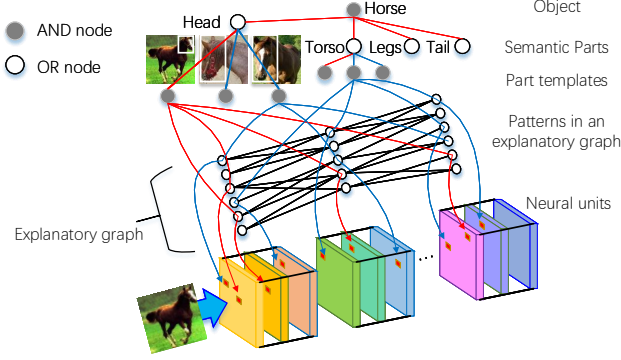 Head
Horse
Object
AND node
Torso
Legs
Tail
Semantic Parts
OR node
Part templates
Patterns in an
explanatory graph
Neural units
Explanatory graph
...